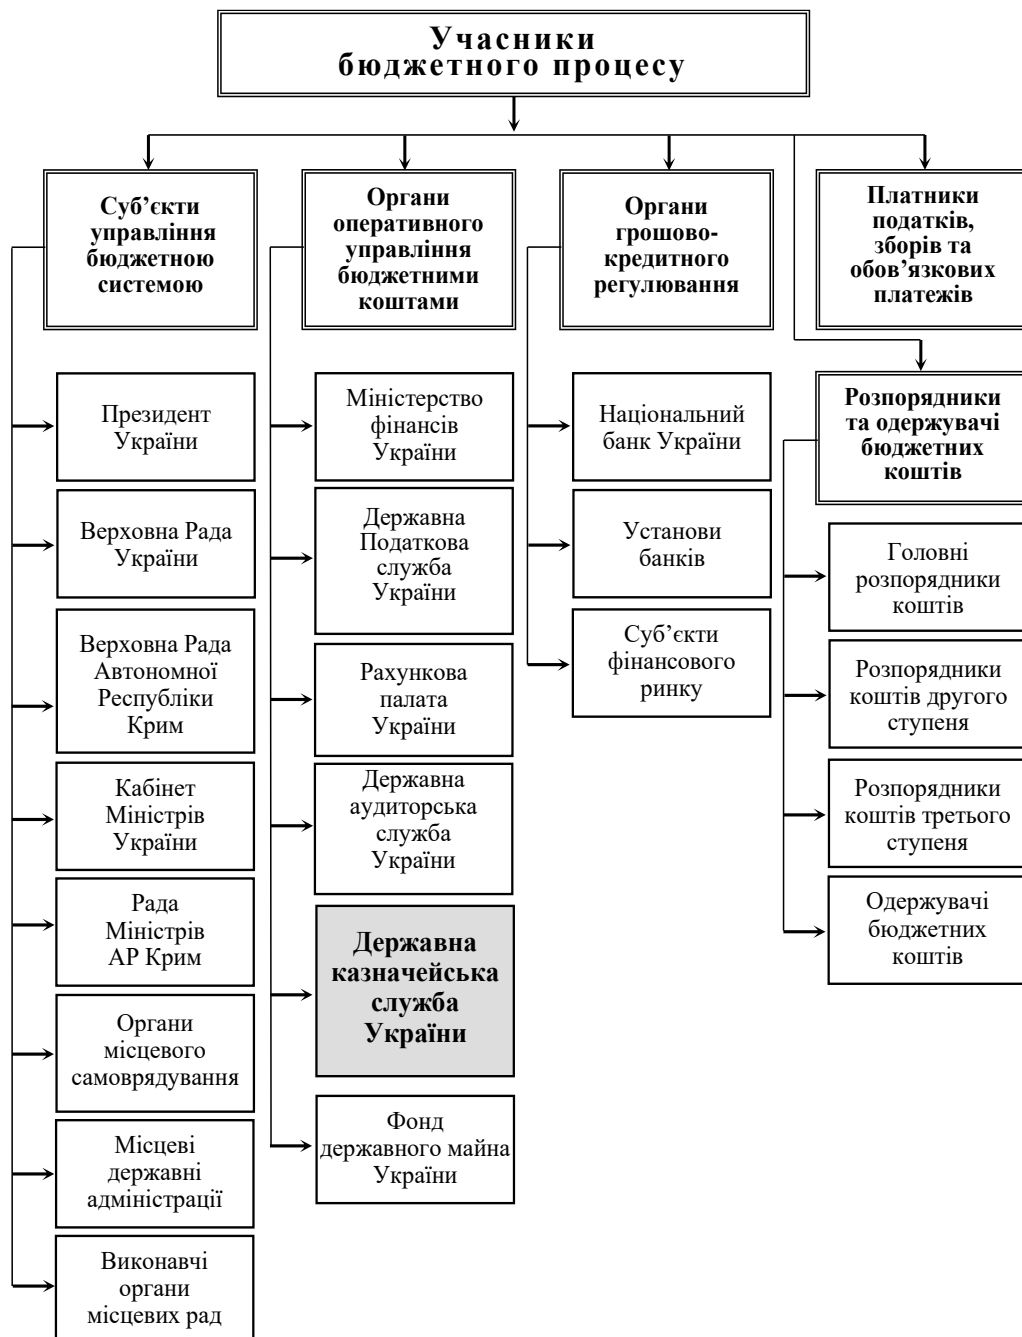 Учасники
бюджетного процесу
Суб’єкти
управління
бюджетною
системою
Органи
оперативного
управління
бюджетними
коштами
Органи
грошово-
кредитного
регулювання
Платники
податків,
зборів та
обов’язкових
платежів
Президент
України
Верховна Рада
України
Верховна Рада
Автономної
Республіки
Крим
Кабінет
Міністрів
України
Рада
Міністрів
АР Крим
Органи
місцевого
самоврядування
Місцеві
державні
адміністрації
Виконавчі
органи
місцевих рад
Міністерство
фінансів
України
Державна
Податкова
служба
України
Рахункова
палата
України
Державна
аудиторська
служба
України
Державна
казначейська
служба
України
Фонд
державного майна
України
Національний
банк України
Установи
банків
Суб’єкти
фінансового
ринку
Розпорядники
та одержувачі
бюджетних
коштів
Головні
розпорядники
коштів
Розпорядники
коштів другого
ступеня
Розпорядники
коштів третього
ступеня
Одержувачі
бюджетних
коштів